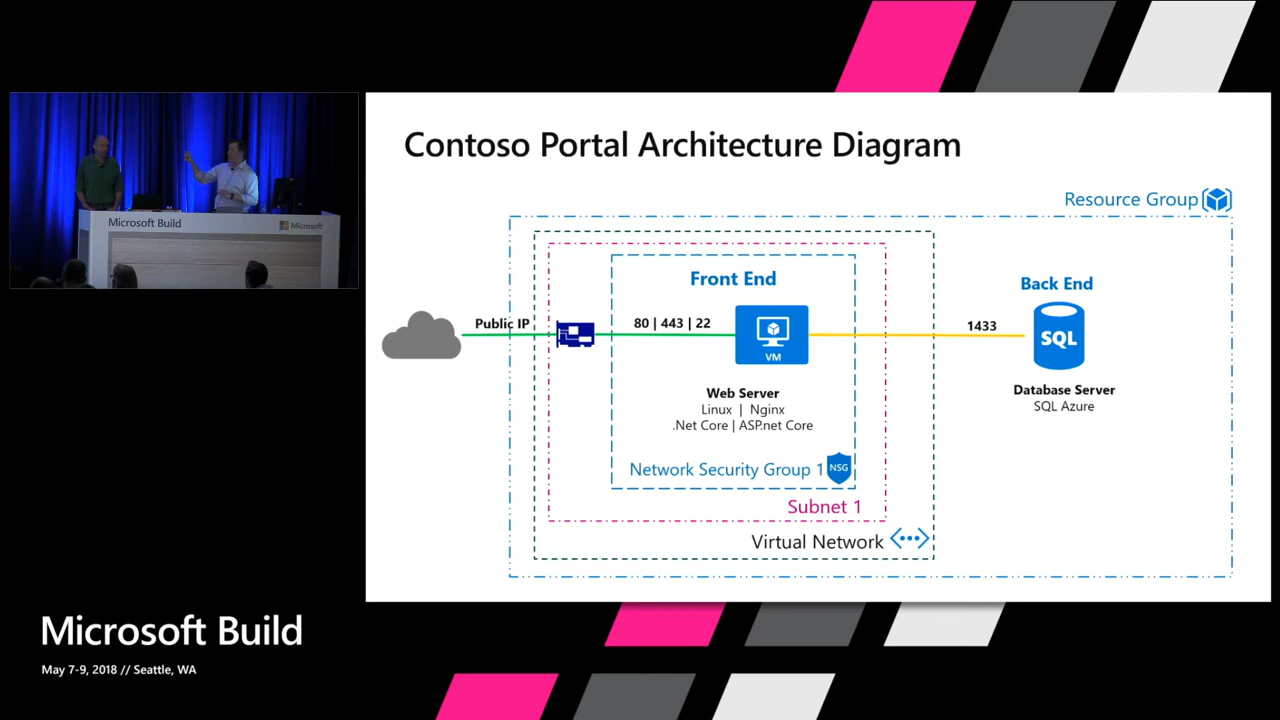 Contoso Portal Architecture Diagram
Resource Group
Microsoft Build
Microsoft
Front End
Back End
Public IP
80 | 443 | 22
1433
VM
SQL
Web Server
Linux | Nginx
.Net Core | ASP.net Core
Database Server
SQL Azure
Network Security Group 1
NSG
Subnet 1
Virtual Network
Microsoft Build
May 7-9, 2018 // Seattle, WA